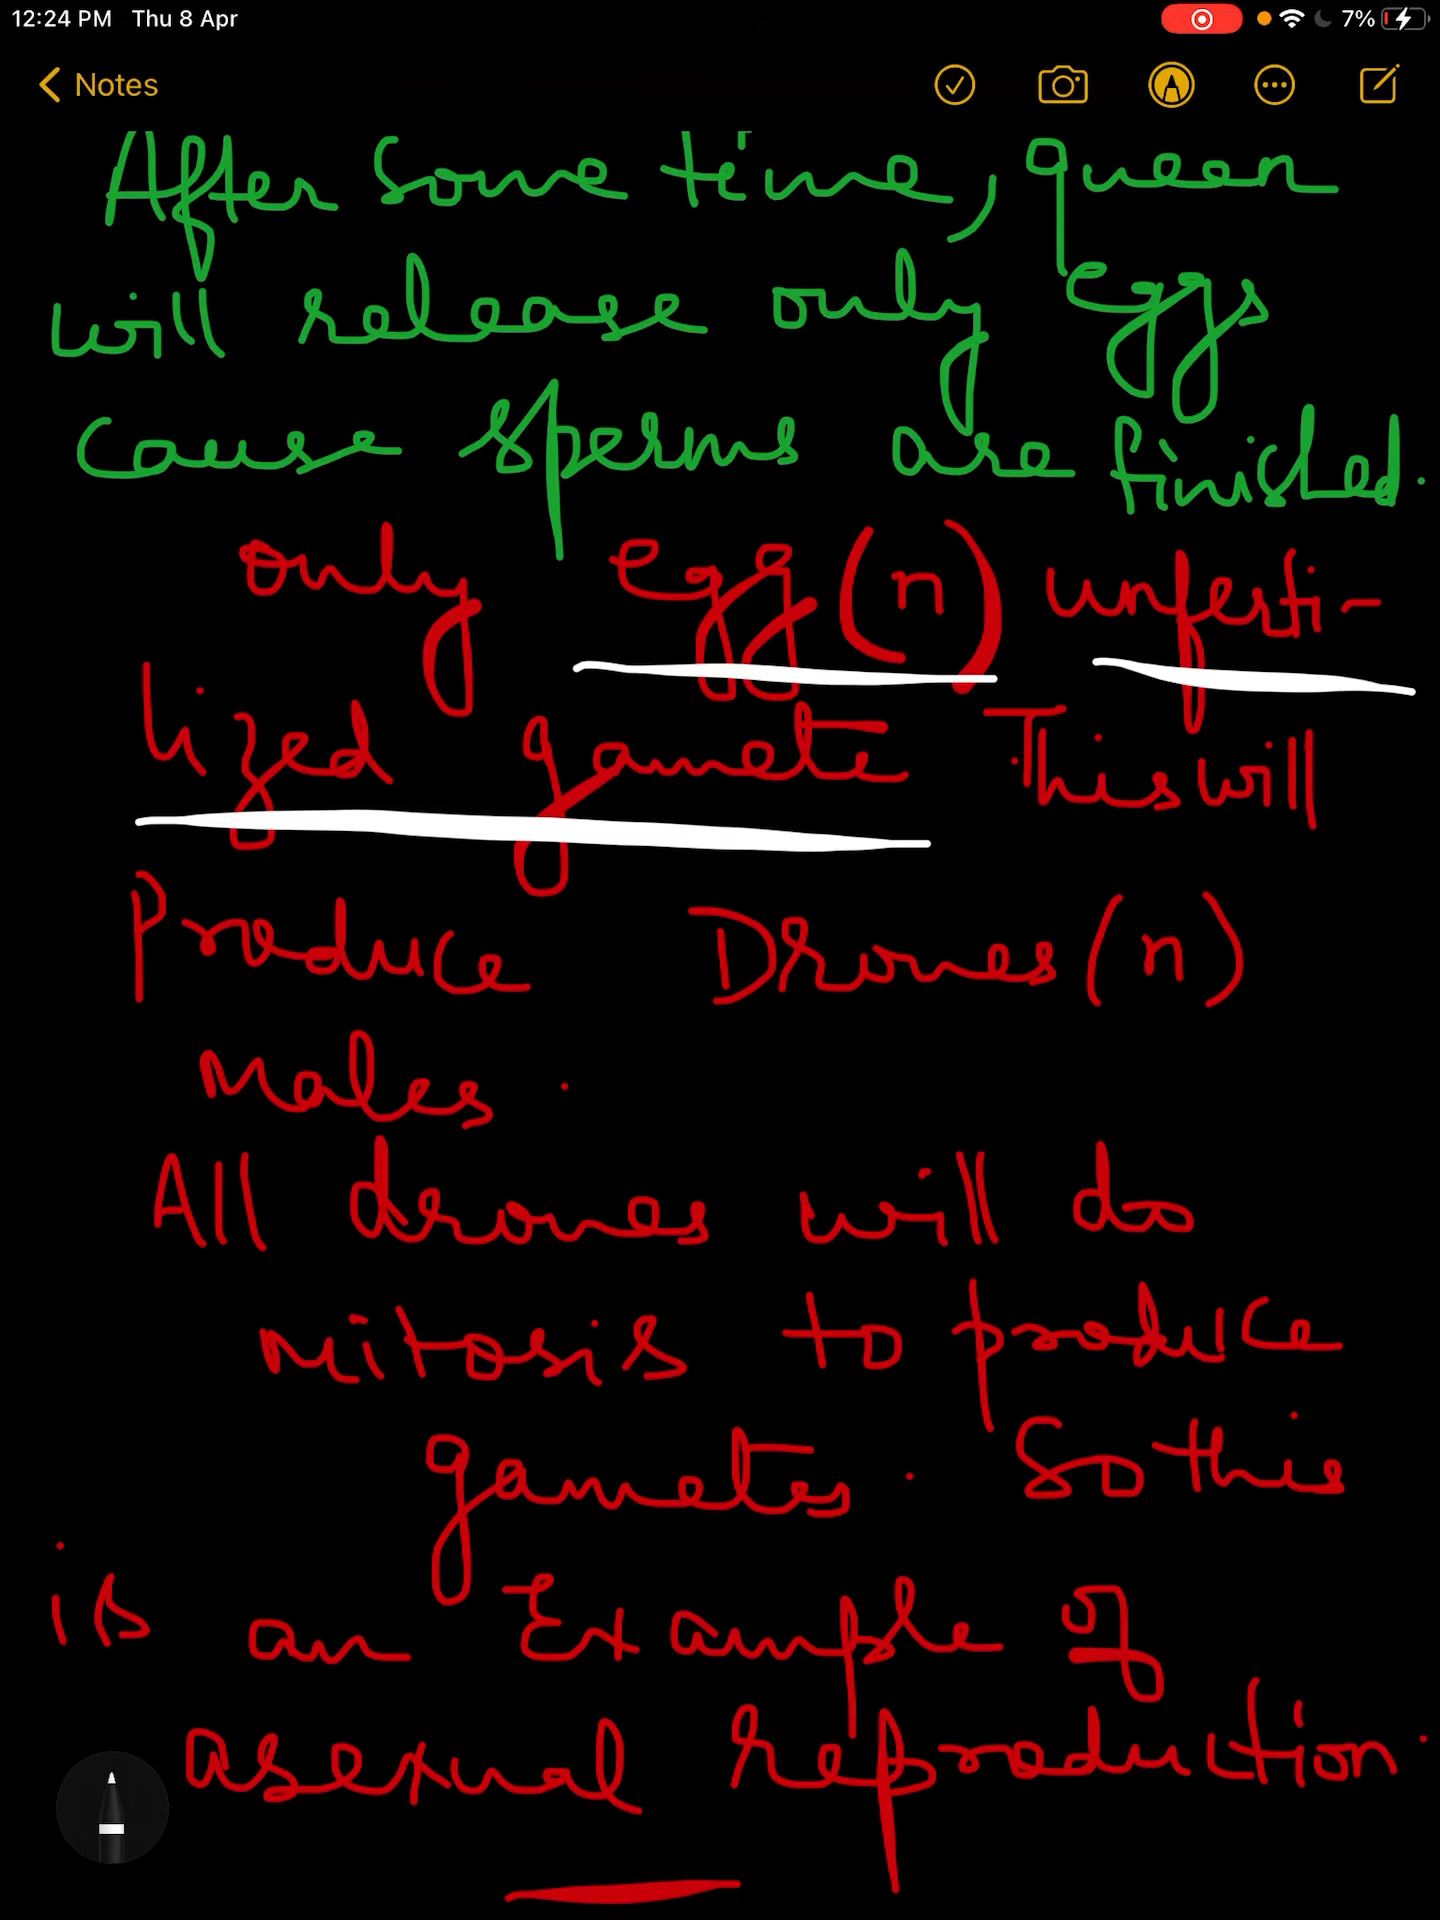 12:24 PM Thu 8 Apr 7%
Notes
After some time, queen
will release only eggs
cause sperms are finished.
only egg (n) unferti-
lized gamete This will
Produce Drones (n)
Males.
All drones will do
mitosis to produce
gametes. So this
is an Example of
asexual reproduction.